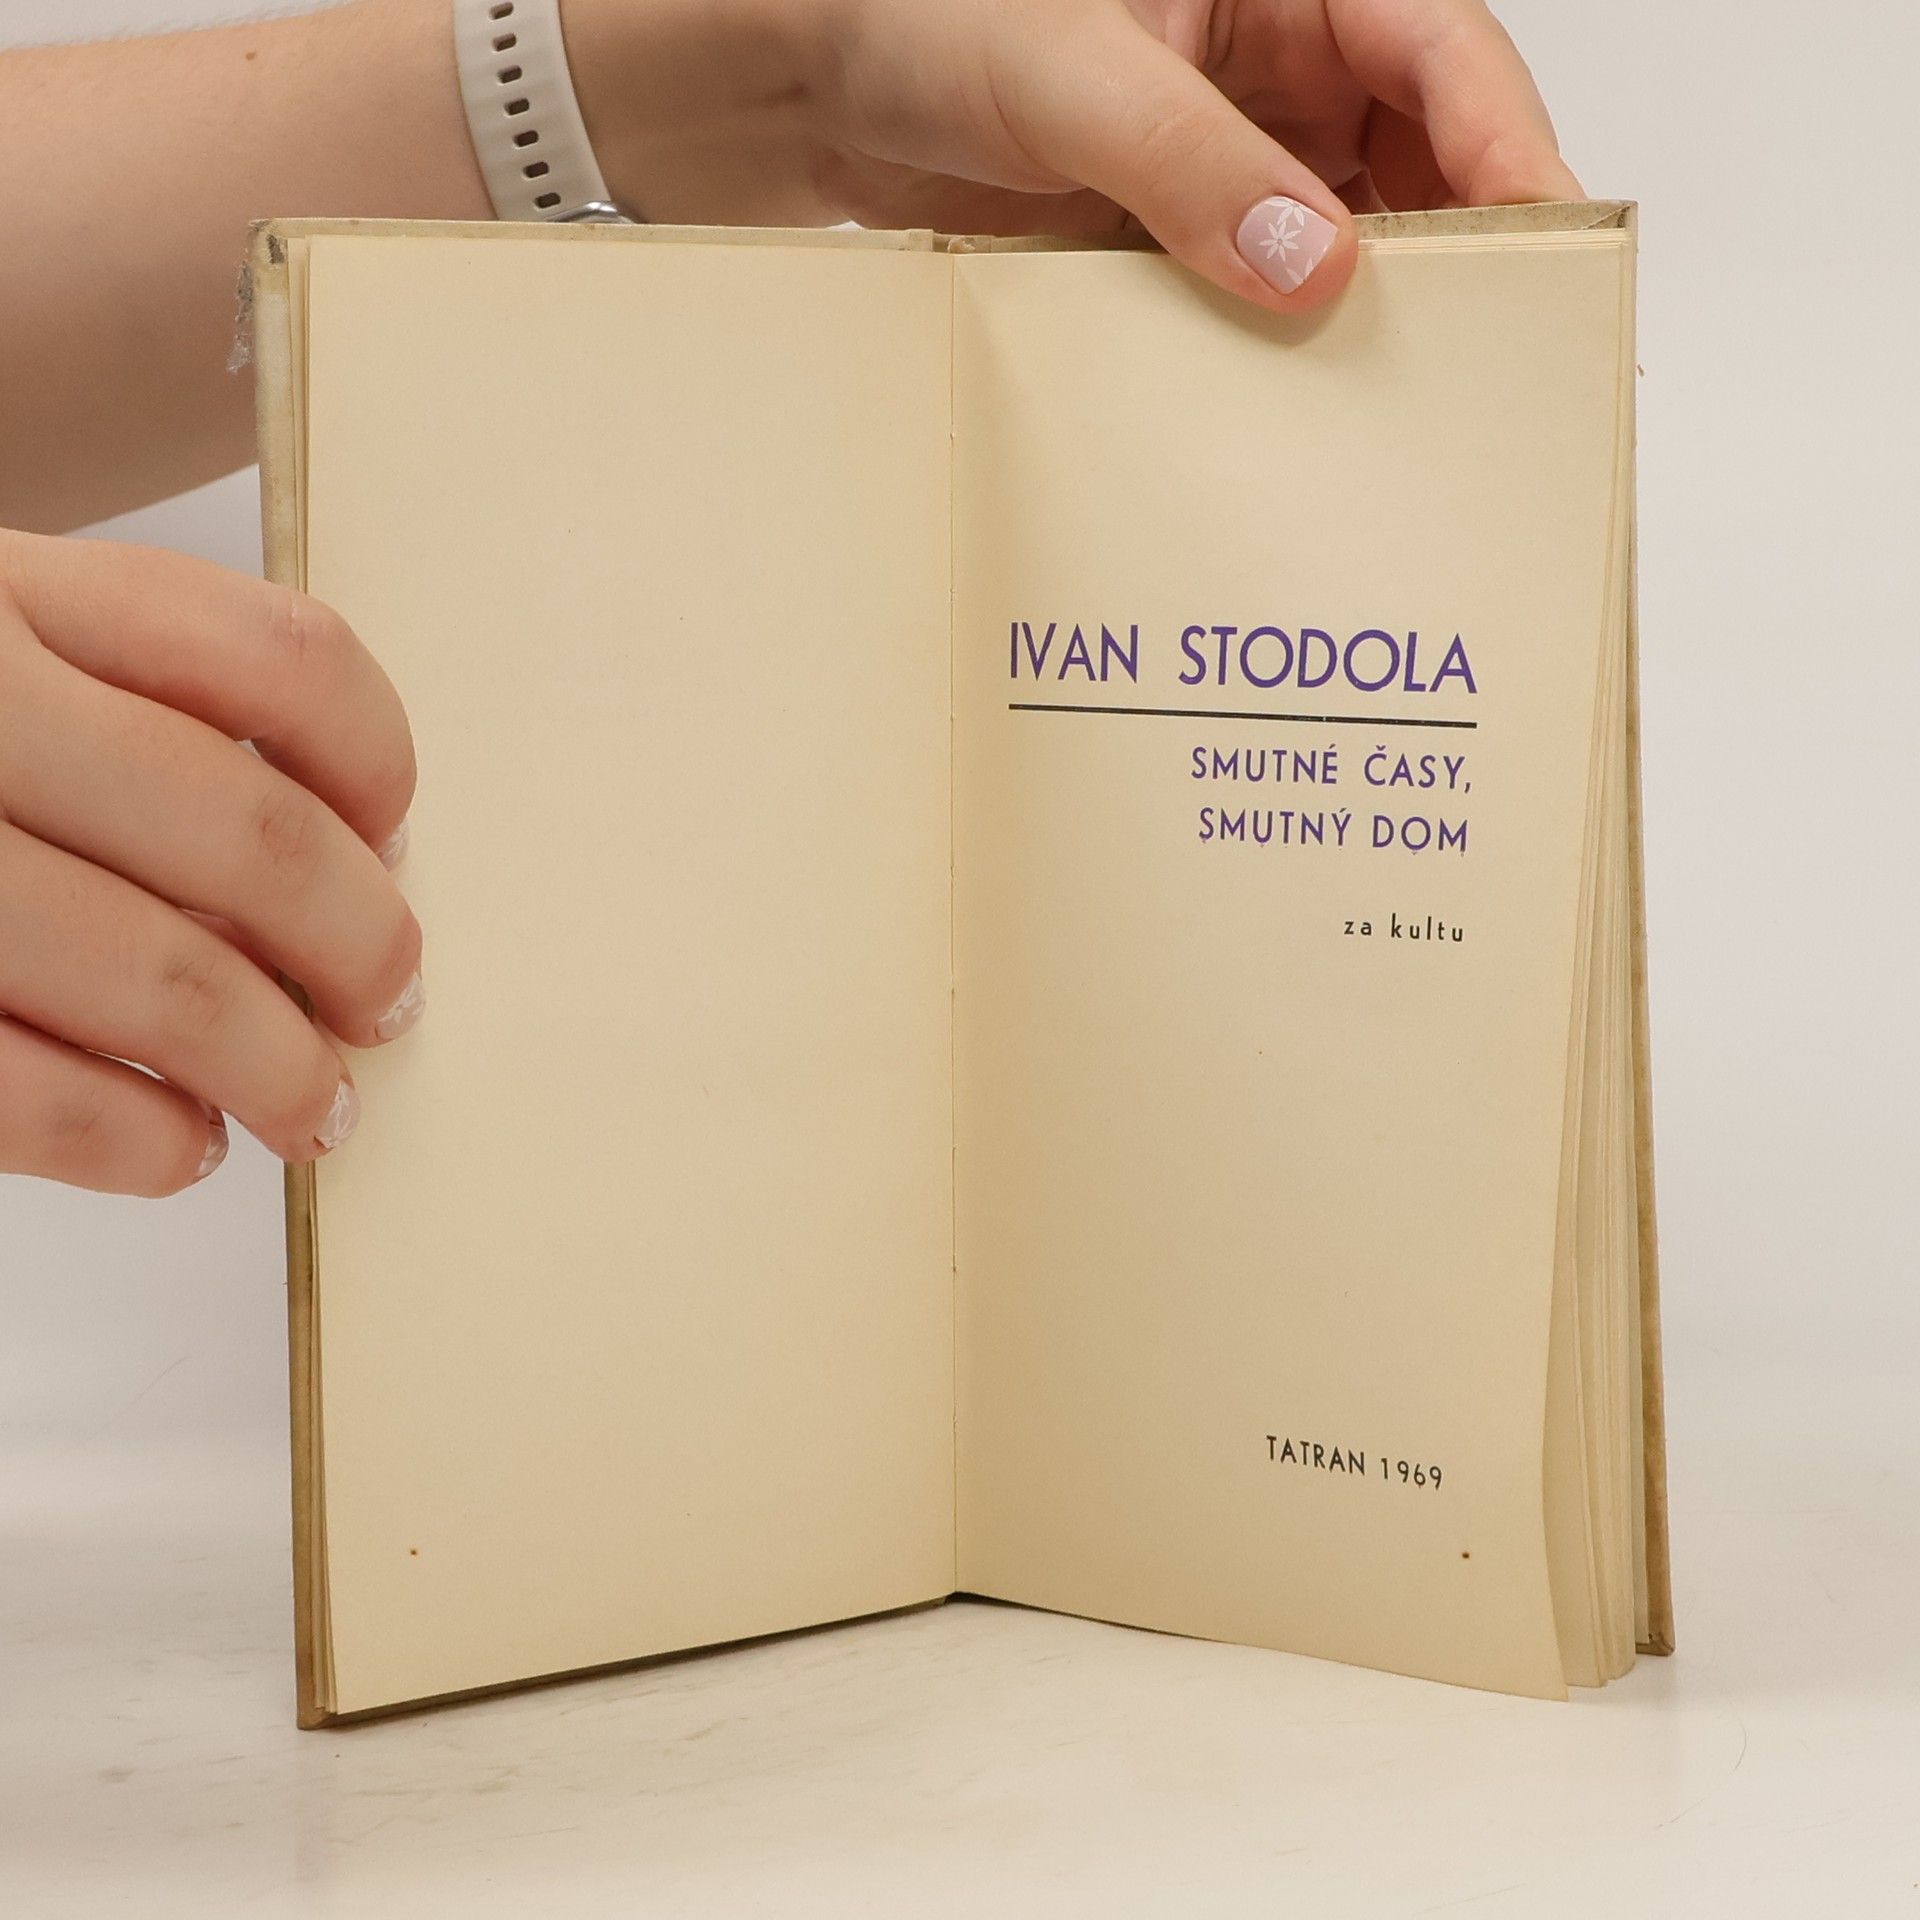 IVAN STODOLA
SMUTNÉ ČASY,
SMUTNÝ DOM
za kultu
TATRAN 1969